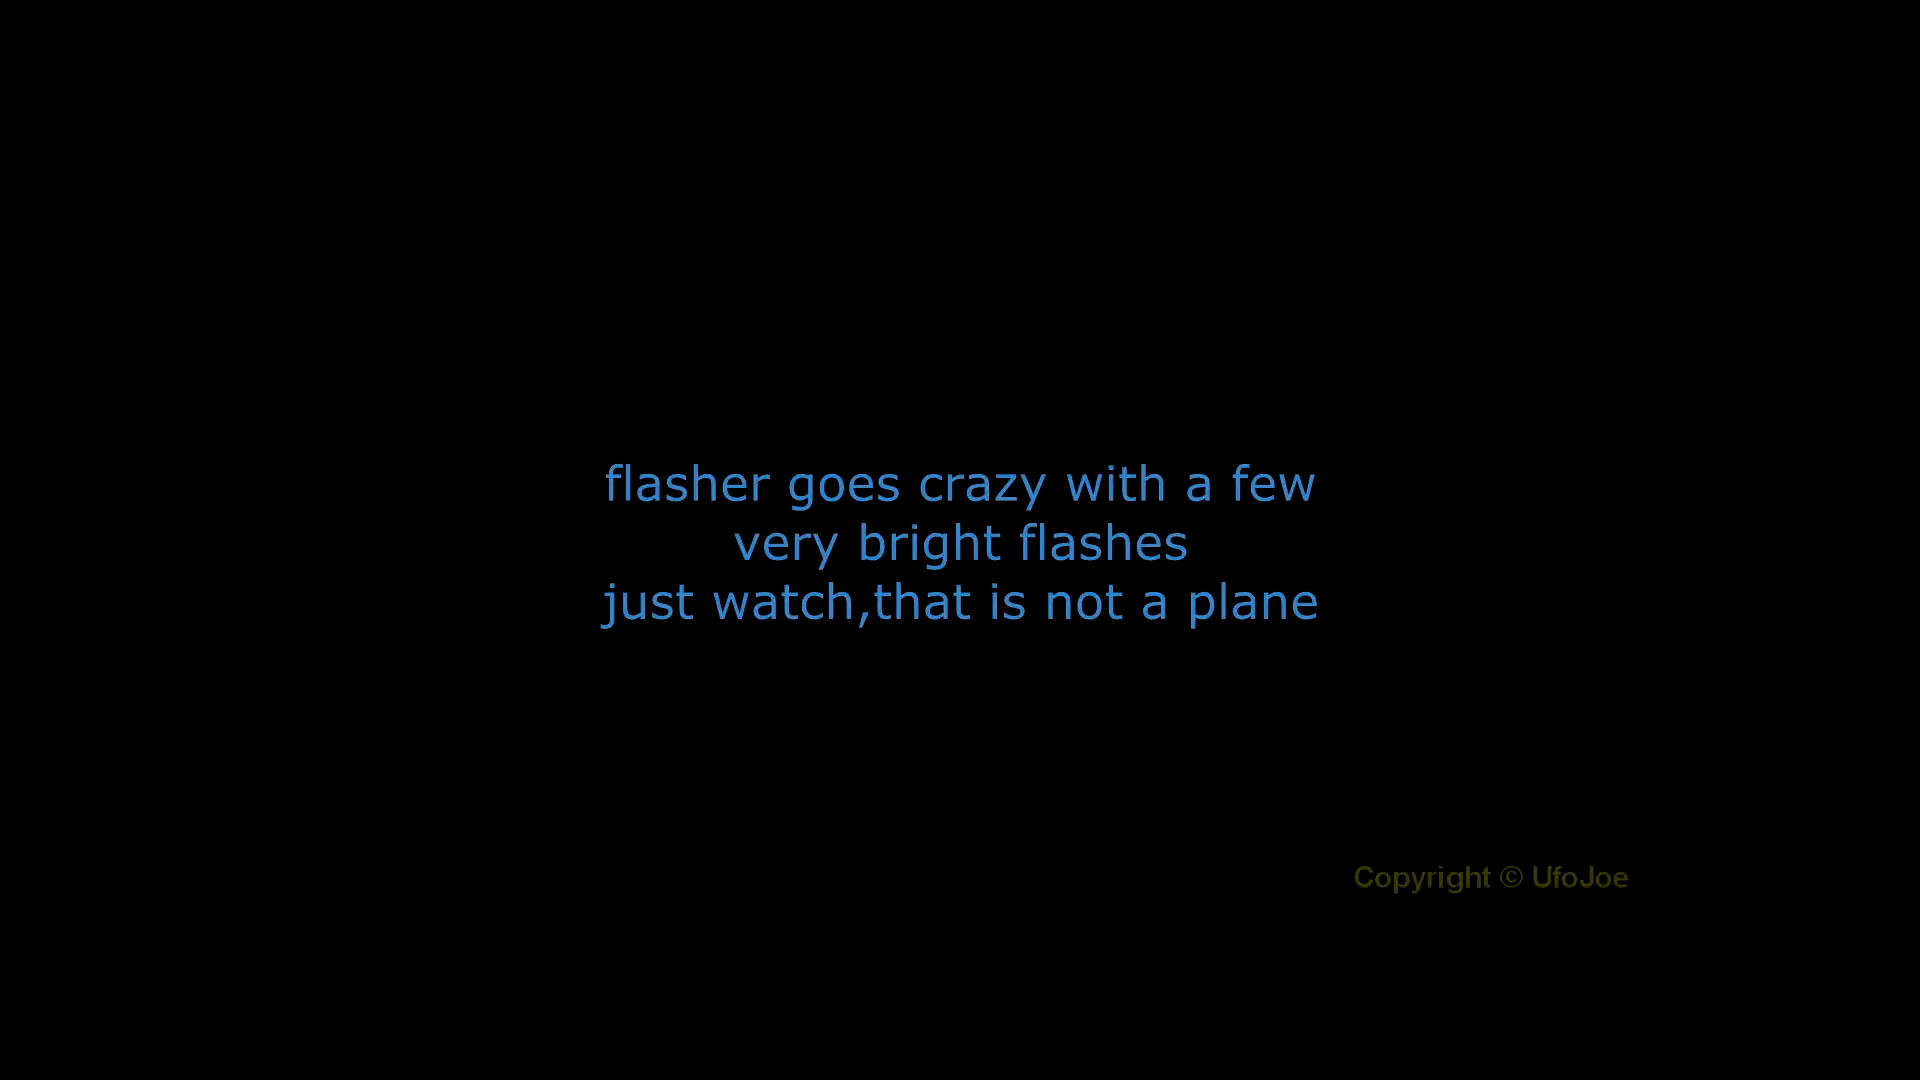 flasher goes crazy with a few
very bright flashes
just watch,that is not a plane
Copyright © UfoJoe